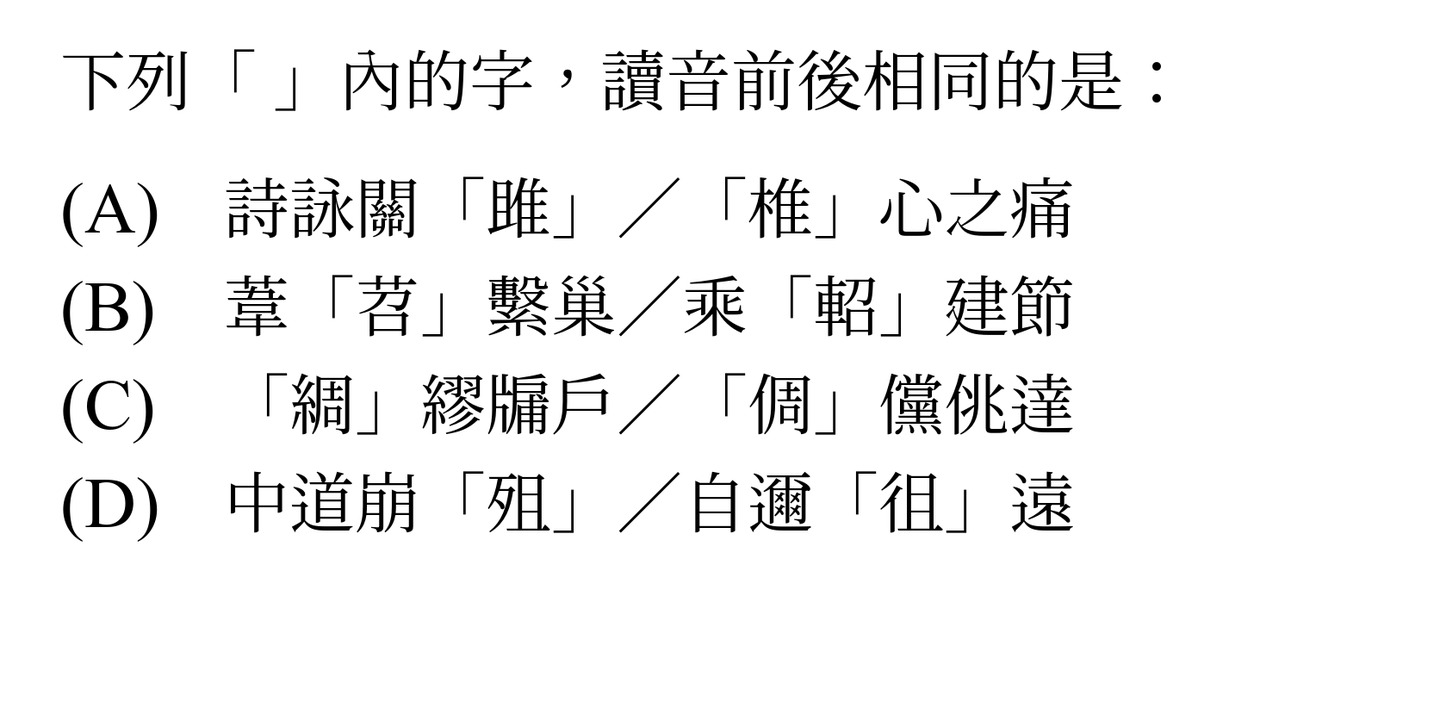 下列「 」內的字，讀音前後相同的是：
(A) 詩詠關「雎」／「椎」心之痛
(B) 葦「苕」繫巢／乘「軺」建節
(C) 「綢」繆牖戶／「倜」儻佻達
(D) 中道崩「殂」／自邇「徂」遠